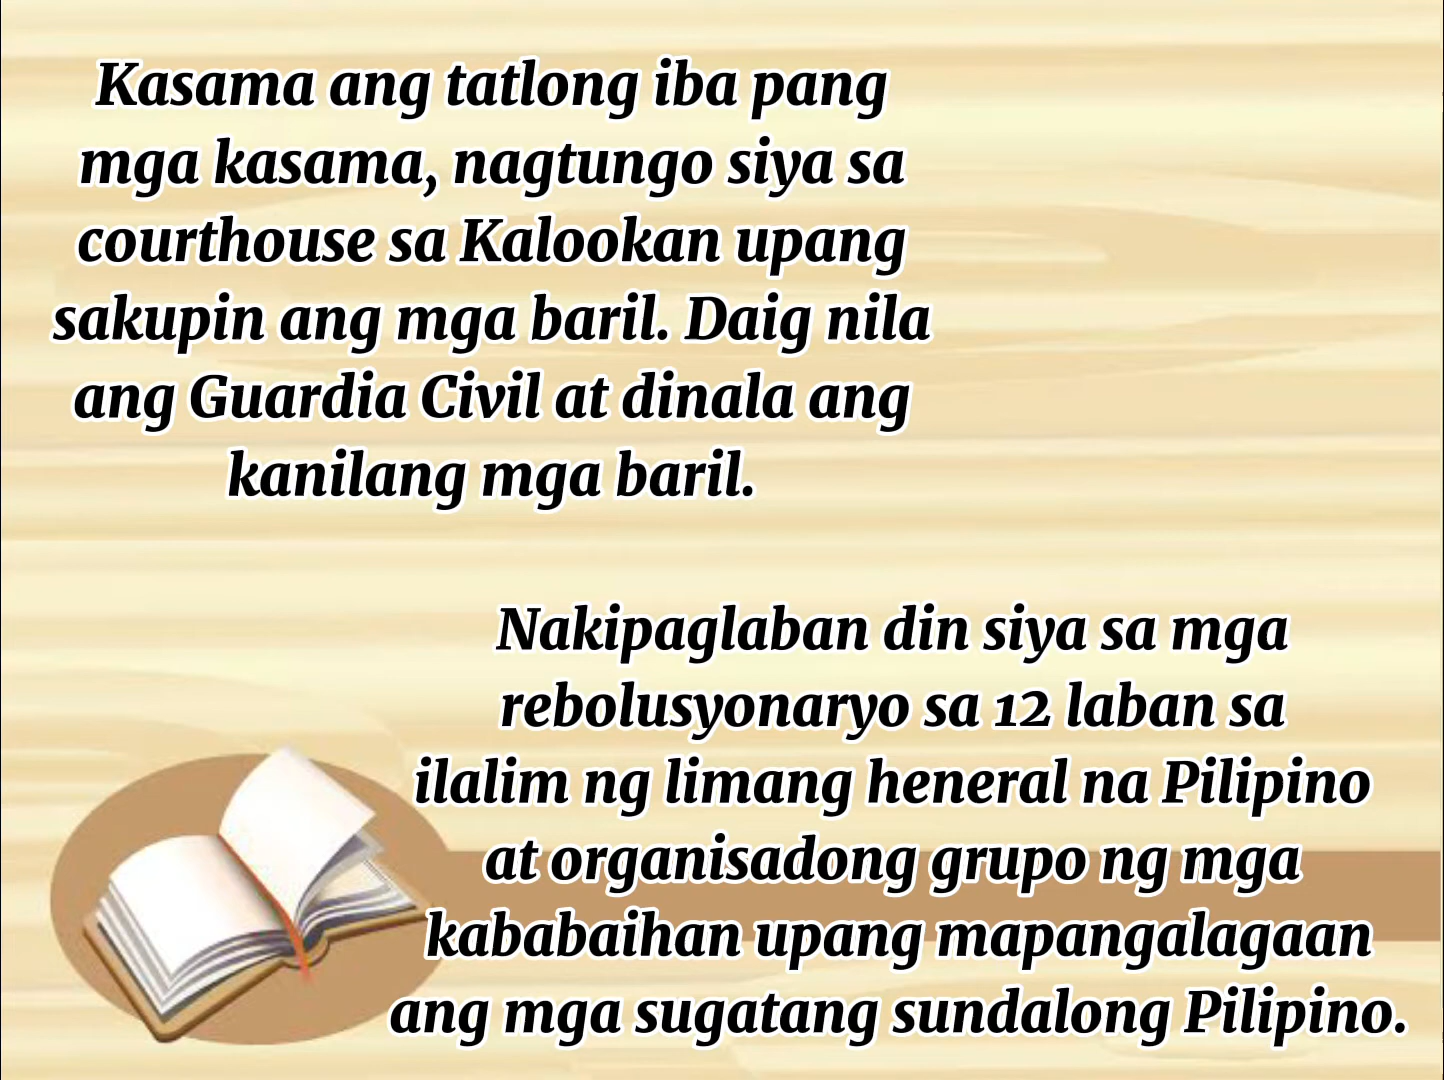 Kasama ang tatlong iba pang
mga kasama, nagtungo siya sa
courthouse sa Kalookan upang
sakupin ang mga baril. Daig nila
ang Guardia Civil at dinala ang
kanilang mga baril.
Nakipaglaban din siya sa mga
rebolusyonaryo sa 12 laban sa
ilalim ng limang heneral na Pilipino
at organisadong grupo ng mga
kababaihan upang mapangalagaan
ang mga sugatang sundalong Pilipino.